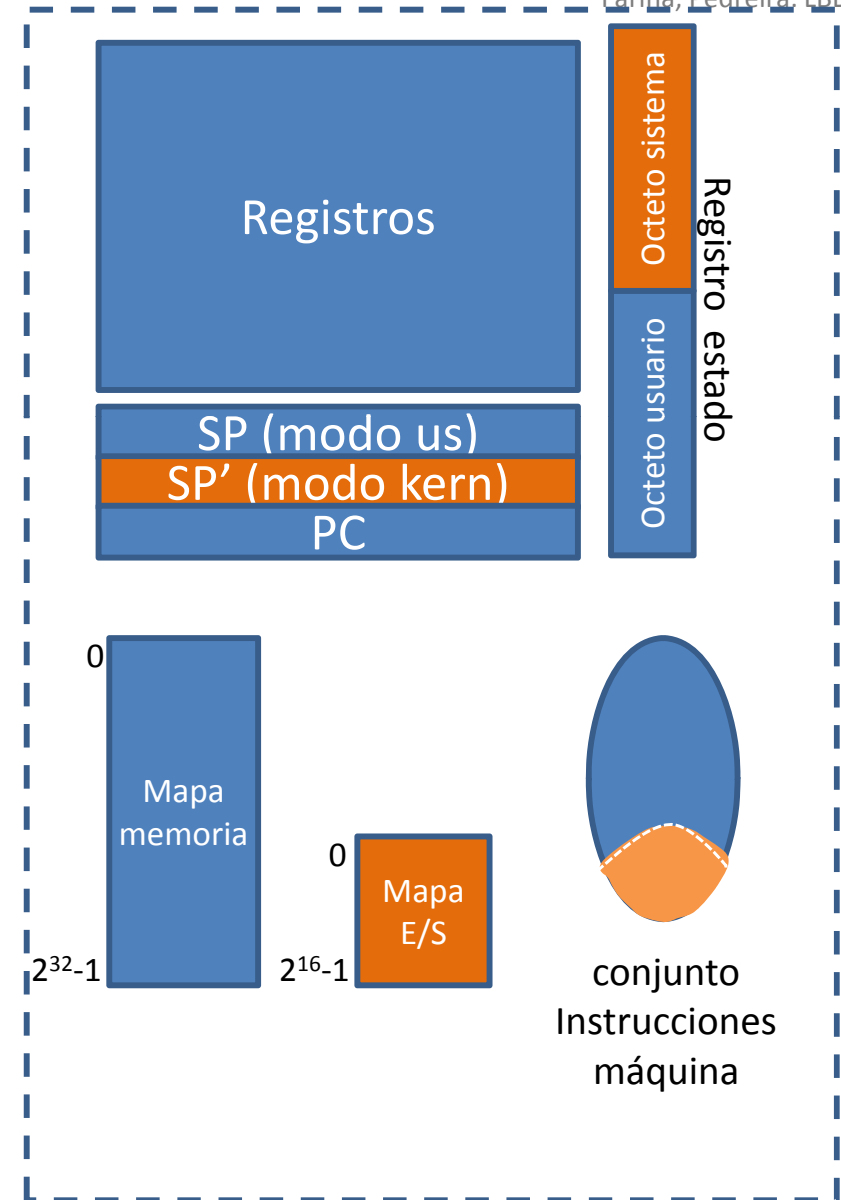 Registros
Octeto sistema
Octeto usuario
Registro estado
SP (modo us)
SP’ (modo kern)
PC
0
Mapa
memoria
2³²-1
0
Mapa
E/S
2¹⁶-1
conjunto
Instrucciones
máquina